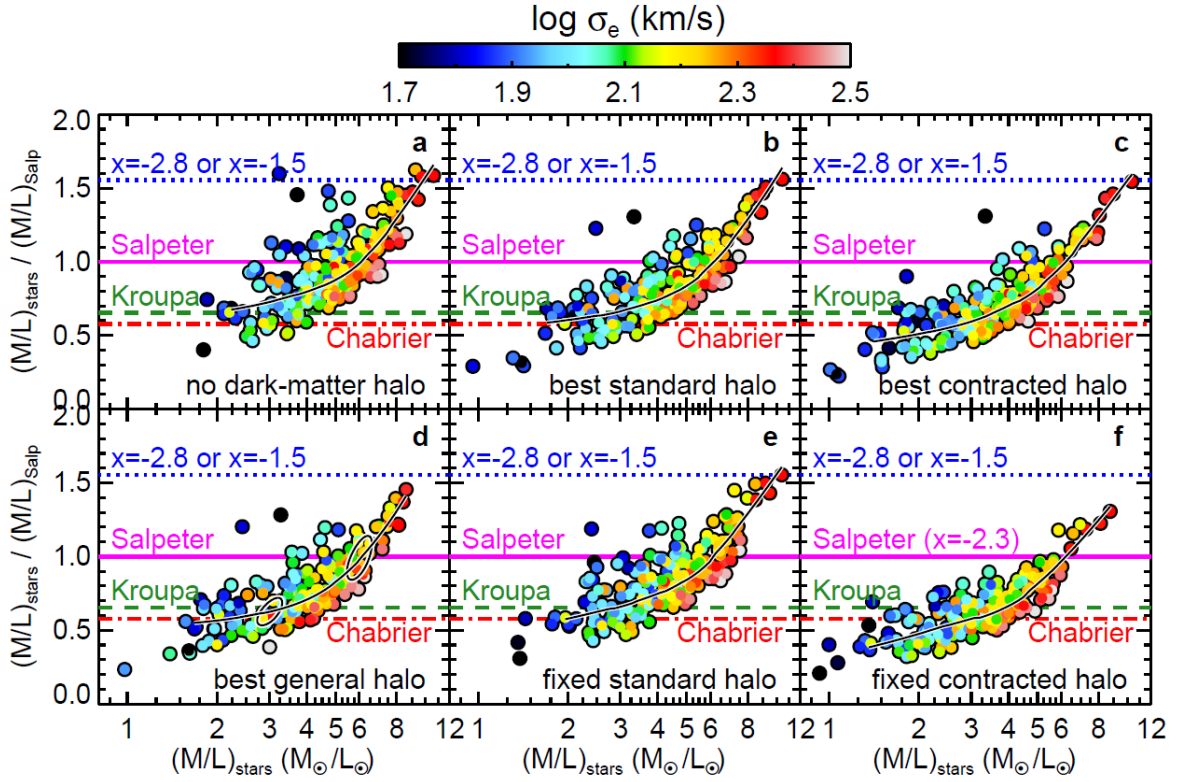 log σe (km/s)
1.7 1.9 2.1 2.3 2.5
(M/L)stars / (M/L)Salp
2.0
1.5
1.0
0.5
0.0
a
x=-2.8 or x=-1.5
Salpeter
Kroupa
Chabrier
no dark-matter halo
b
x=-2.8 or x=-1.5
best standard halo
c
x=-2.8 or x=-1.5
best contracted halo
(M/L)stars / (M/L)Salp
2.0
1.5
1.0
0.5
0.0
d
x=-2.8 or x=-1.5
Salpeter
Kroupa
Chabrier
best general halo
e
x=-2.8 or x=-1.5
Salpeter
Kroupa
Chabrier
fixed standard halo
f
x=-2.8 or x=-1.5
Salpeter (x=-2.3)
Kroupa
Chabrier
fixed contracted halo
1 2 3 4 5 6 8 12
1 2 3 4 5 6 8 12
1 2 3 4 5 6 8 12
(M/L)stars (M⊙/L⊙)
(M/L)stars (M⊙/L⊙)
(M/L)stars (M⊙/L⊙)